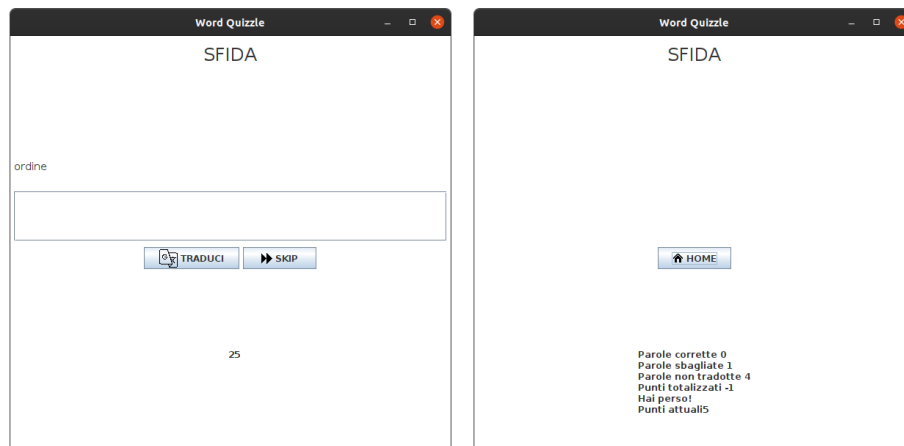 Word Quizzle
SFIDA
ordine
TRADUCI
SKIP
25
Word Quizzle
SFIDA
HOME
Parole corrette 0
Parole sbagliate 1
Parole non tradotte 4
Punti totalizzati -1
Hai perso!
Punti attuali5